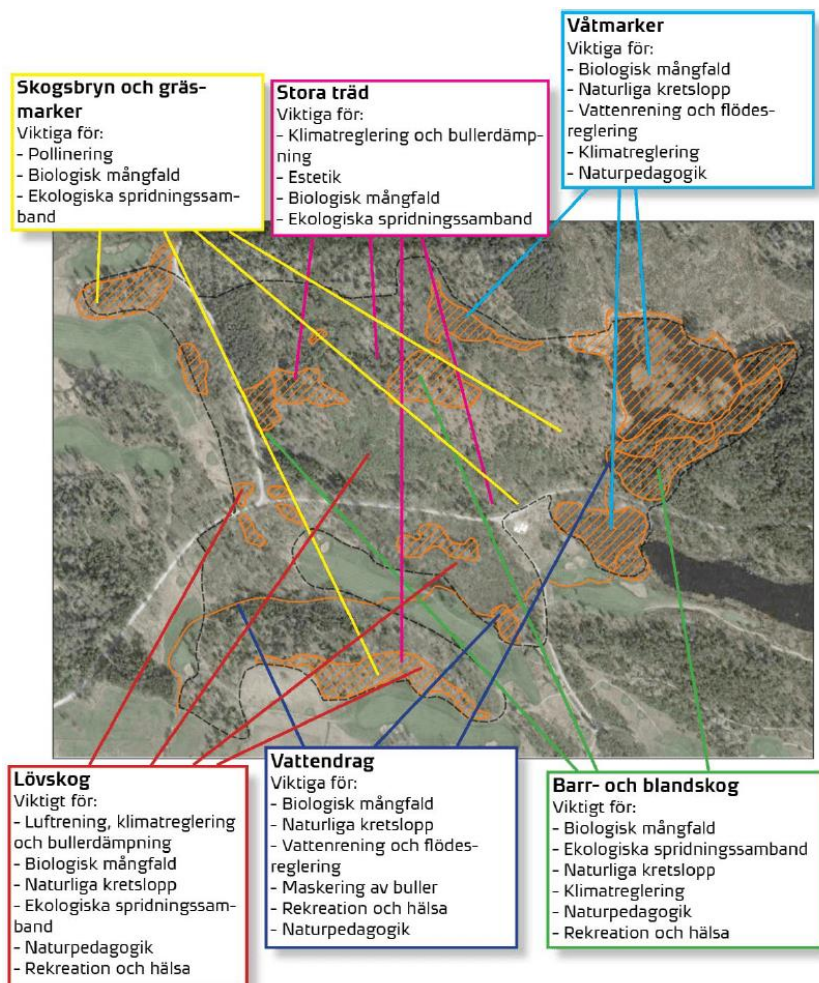 Våtmarker
Viktiga för:
- Biologisk mångfald
- Naturliga kretslopp
- Vattenrening och flödes-
reglering
- Klimatreglering
- Naturpedagogik
Skogsbryn och gräs-
marker
Viktiga för:
- Pollinering
- Biologisk mångfald
- Ekologiska spridningssam-
band
Stora träd
Viktiga för:
- Klimatreglering och bullerdämp-
ning
- Estetik
- Biologisk mångfald
- Ekologiska spridningssamband
Lövskog
Viktigt för:
- Luftrening, klimatreglering
och bullerdämpning
- Biologisk mångfald
- Naturliga kretslopp
- Ekologiska spridningssam-
band
- Naturpedagogik
- Rekreation och hälsa
Vattendrag
Viktiga för:
- Biologisk mångfald
- Naturliga kretslopp
- Vattenrening och flödes-
reglering
- Maskering av buller
- Rekreation och hälsa
- Naturpedagogik
Barr- och blandskog
Viktigt för:
- Biologisk mångfald
- Ekologiska spridningssamband
- Naturliga kretslopp
- Klimatreglering
- Naturpedagogik
- Rekreation och hälsa